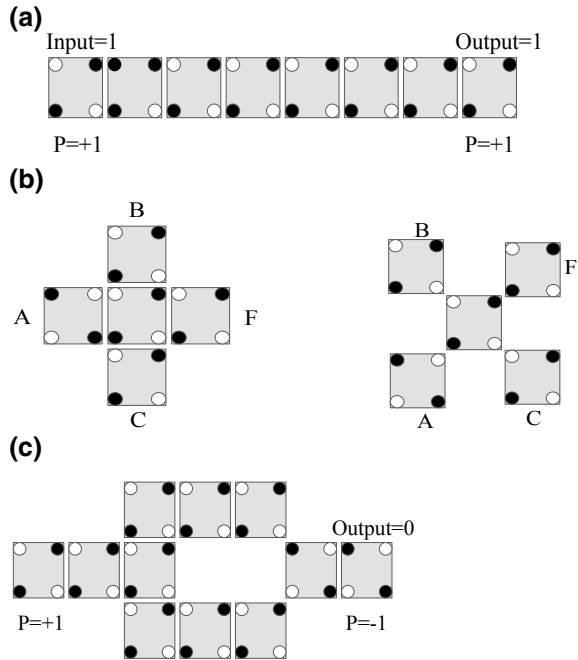 (a)
Input=1 Output=1
P=+1 P=+1
(b)
B B
F
A F
C A C
(c)
Output=0
P=+1 P=-1